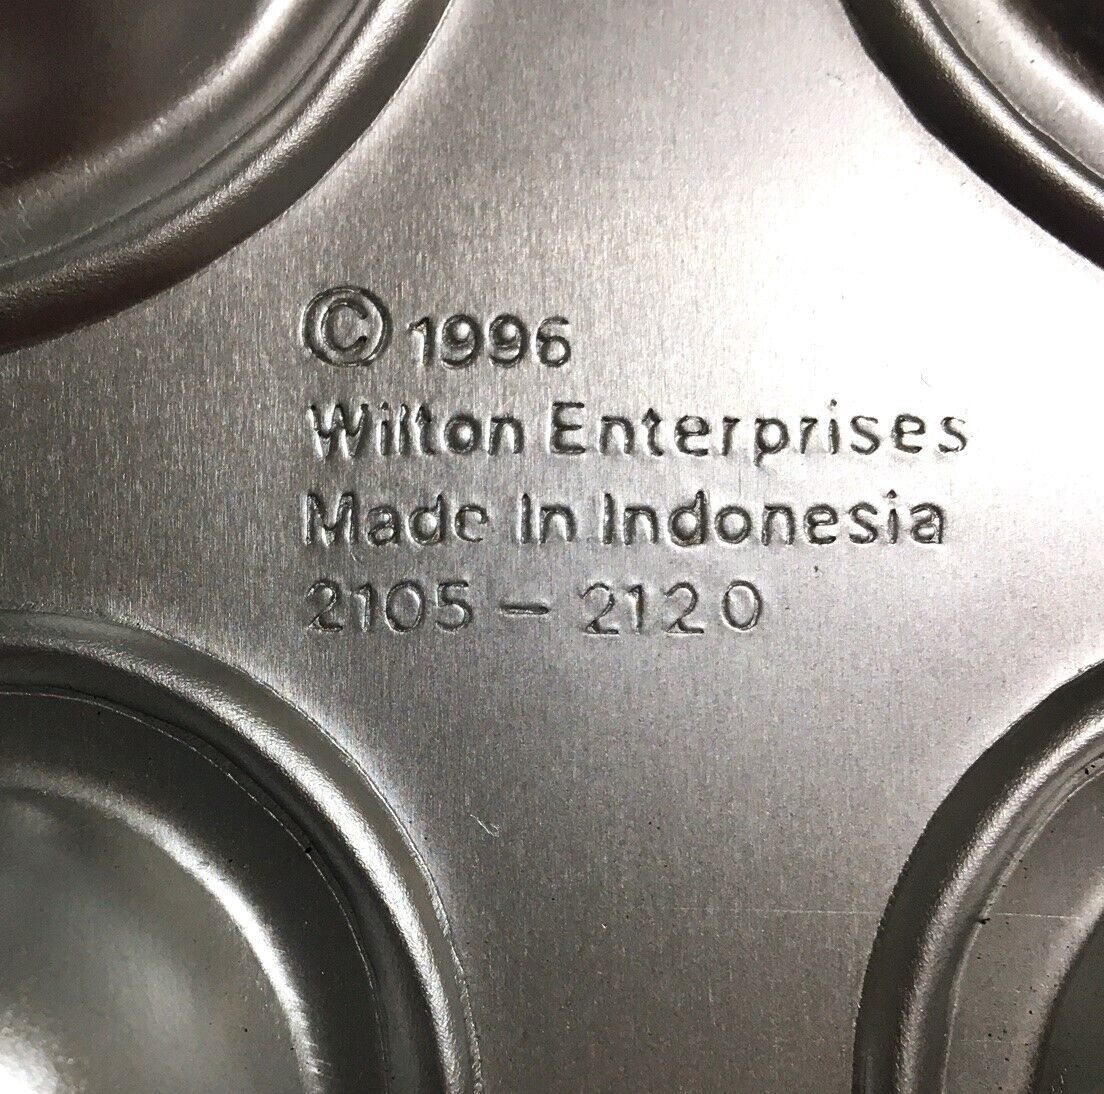 © 1996
Wilton Enterprises
Made In Indonesia
2105 – 2120